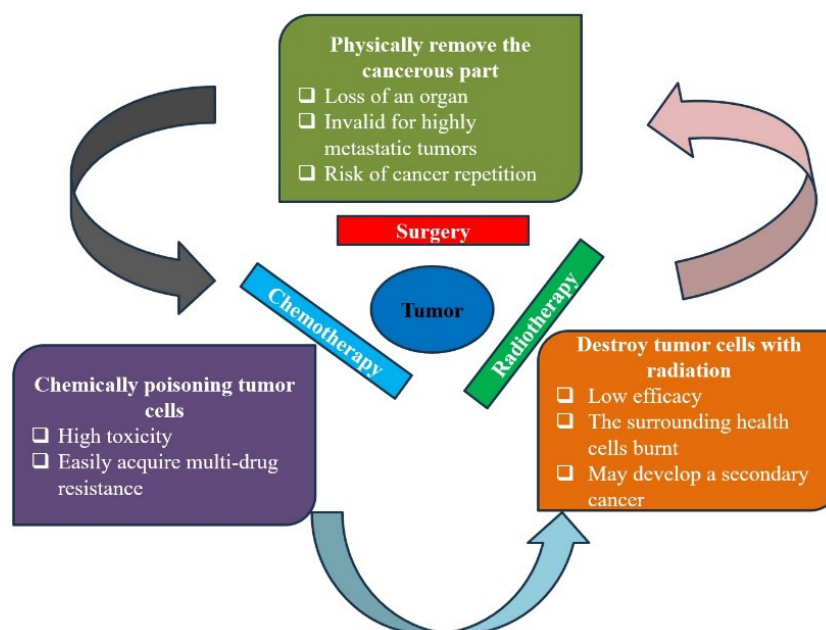 Physically remove the
cancerous part
❑ Loss of an organ
❑ Invalid for highly
metastatic tumors
❑ Risk of cancer repetition
Surgery
Chemotherapy
Tumor
Radiotherapy
Chemically poisoning tumor
cells
❑ High toxicity
❑ Easily acquire multi-drug
resistance
Destroy tumor cells with
radiation
❑ Low efficacy
❑ The surrounding health
cells burnt
❑ May develop a secondary
cancer